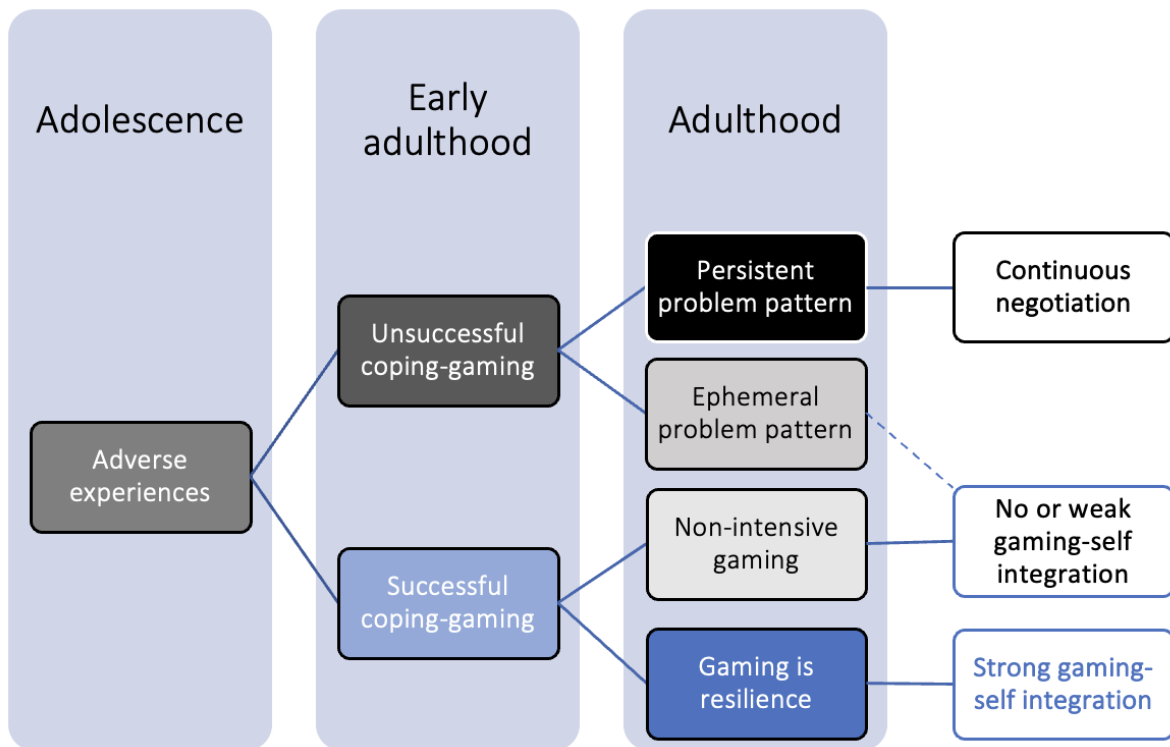 Adolescence
Early
adulthood
Adulthood
Adverse
experiences
Unsuccessful
coping-gaming
Successful
coping-gaming
Persistent
problem pattern
Ephemeral
problem pattern
Non-intensive
gaming
Gaming is
resilience
Continuous
negotiation
No or weak
gaming-self
integration
Strong gaming-
self integration